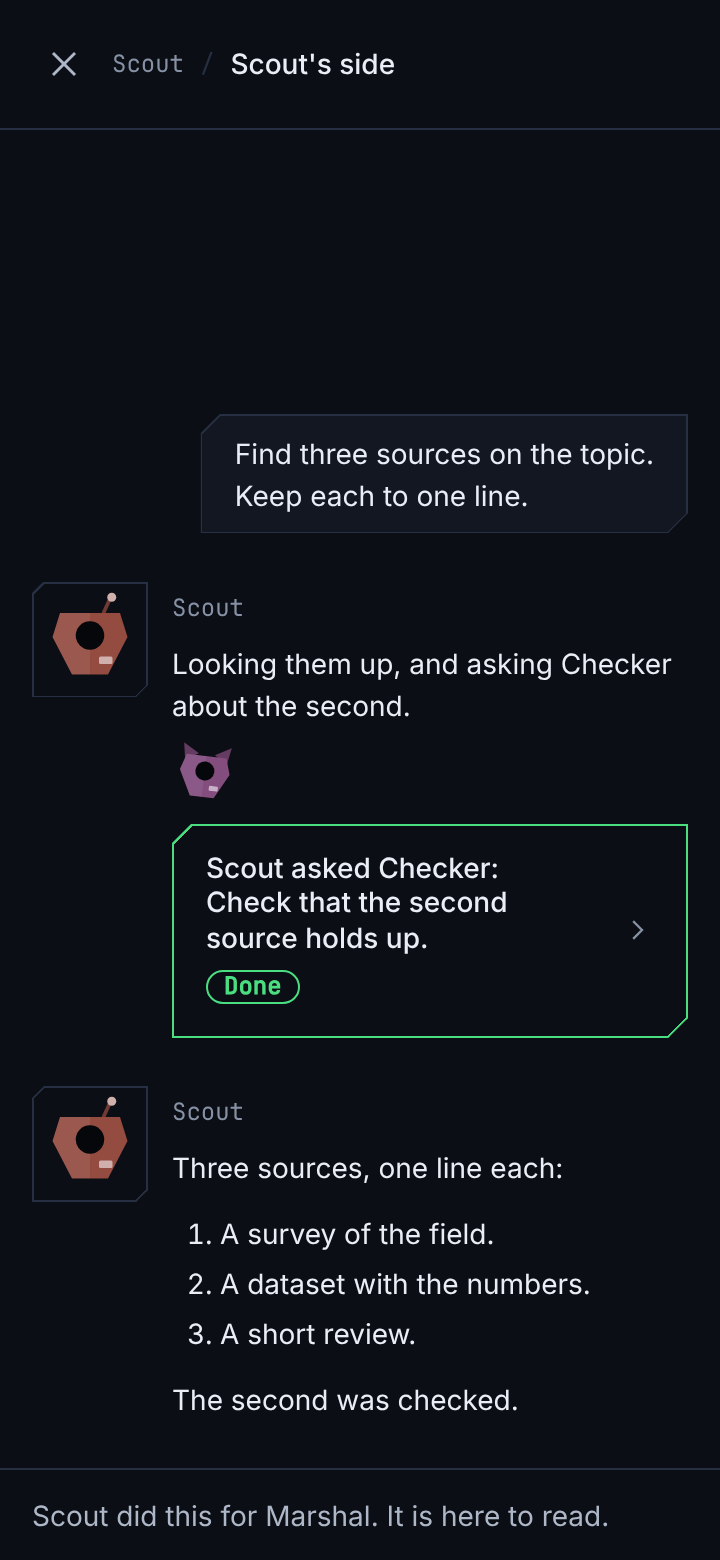 Scout / Scout's side
Find three sources on the topic.
Keep each to one line.
Scout
Looking them up, and asking Checker
about the second.
Scout asked Checker:
Check that the second
source holds up.
Done
Scout
Three sources, one line each:
1. A survey of the field.
2. A dataset with the numbers.
3. A short review.
The second was checked.
Scout did this for Marshal. It is here to read.